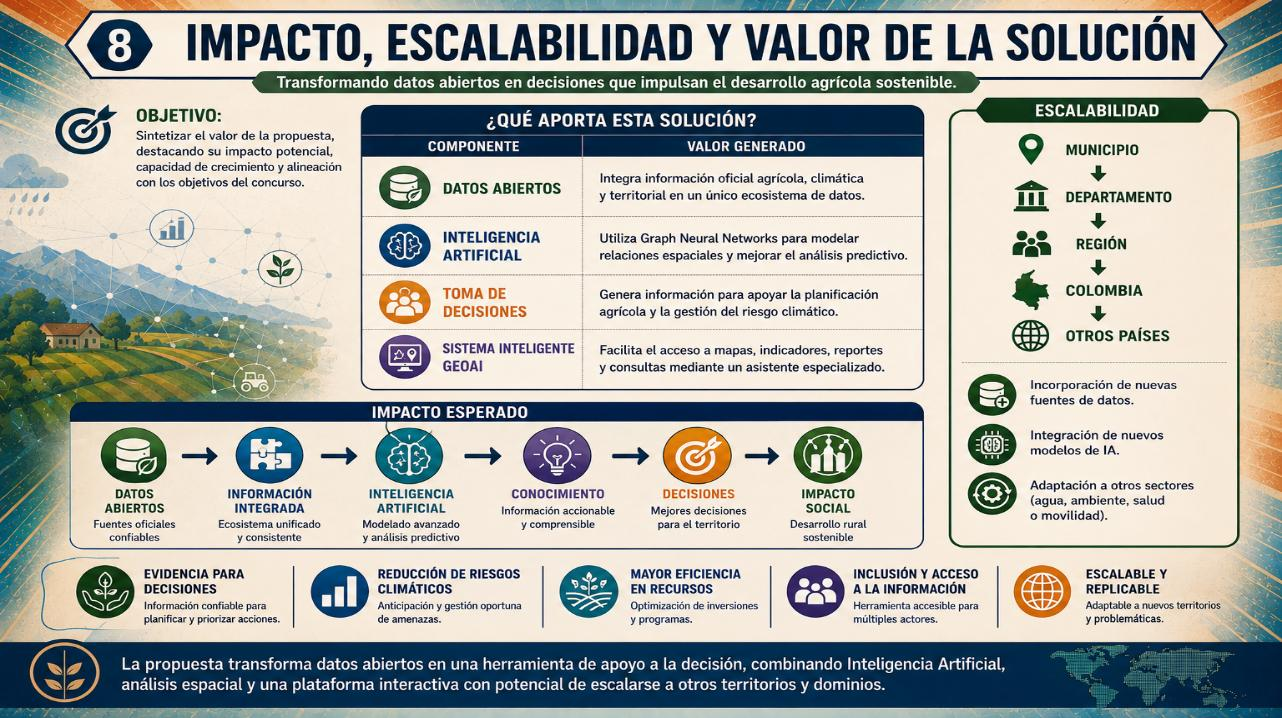 8
IMPACTO, ESCALABILIDAD Y VALOR DE LA SOLUCIÓN
Transformando datos abiertos en decisiones que impulsan el desarrollo agrícola sostenible.
OBJETIVO:
Sintetizar el valor de la propuesta,
destacando su impacto potencial,
capacidad de crecimiento y alineación
con los objetivos del concurso.
¿QUÉ APORTA ESTA SOLUCIÓN?
COMPONENTE
VALOR GENERADO
DATOS ABIERTOS
Integra información oficial agrícola, climática
y territorial en un único ecosistema de datos.
INTELIGENCIA
ARTIFICIAL
Utiliza Graph Neural Networks para modelar
relaciones espaciales y mejorar el análisis predictivo.
TOMA DE
DECISIONES
Genera información para apoyar la planificación
agrícola y la gestión del riesgo climático.
SISTEMA INTELIGENTE
GEOAI
Facilita el acceso a mapas, indicadores, reportes
y consultas mediante un asistente especializado.
ESCALABILIDAD
MUNICIPIO
DEPARTAMENTO
REGIÓN
COLOMBIA
OTROS PAÍSES
Incorporación de nuevas
fuentes de datos.
Integración de nuevos
modelos de IA.
Adaptación a otros sectores
(agua, ambiente, salud
o movilidad).
IMPACTO ESPERADO
DATOS
ABIERTOS
Fuentes oficiales
confiables
INFORMACIÓN
INTEGRADA
Ecosistema unificado
y consistente
INTELIGENCIA
ARTIFICIAL
Modelado avanzado
y análisis predictivo
CONOCIMIENTO
Información accionable
y comprensible
DECISIONES
Mejores decisiones
para el territorio
IMPACTO
SOCIAL
Desarrollo rural
sostenible
EVIDENCIA PARA
DECISIONES
Información confiable para
planificar y priorizar acciones.
REDUCCIÓN DE RIESGOS
CLIMÁTICOS
Anticipación y gestión oportuna
de amenazas.
MAYOR EFICIENCIA
EN RECURSOS
Optimización de inversiones
y programas.
INCLUSIÓN Y ACCESO
A LA INFORMACIÓN
Herramienta accesible para
múltiples actores.
ESCALABLE Y
REPLICABLE
Adaptable a nuevos territorios
y problemáticas.
La propuesta transforma datos abiertos en una herramienta de apoyo a la decisión, combinando Inteligencia Artificial,
análisis espacial y una plataforma interactiva con potencial de escalarse a otros territorios y dominios.